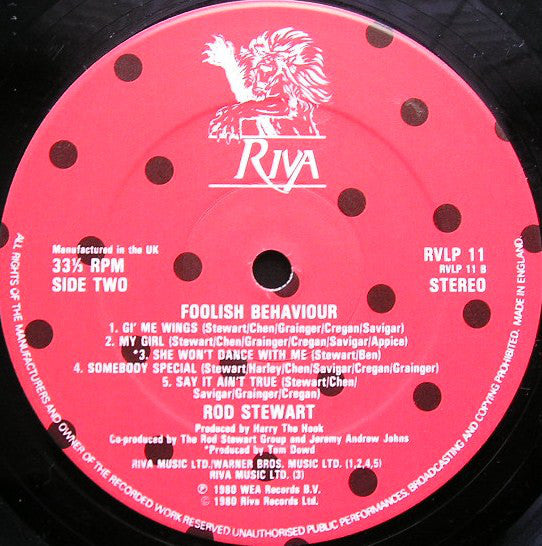 RIVA
Manufactured in the UK
33⅓ RPM
SIDE TWO
RVLP 11
RVLP 11 B
STEREO
FOOLISH BEHAVIOUR
1. GI' ME WINGS (Stewart/Chen/Grainger/Cregan/Savigar)
2. MY GIRL (Stewart/Chen/Grainger/Cregan/Savigar/Appice)
*3. SHE WON'T DANCE WITH ME (Stewart/Ben)
4. SOMEBODY SPECIAL (Stewart/Harley/Chen/Savigar/Cregan/Grainger)
5. SAY IT AIN'T TRUE (Stewart/Chen/
Savigar/Grainger/Cregan)
ROD STEWART
Produced by Harry The Hook
Co-produced by The Rod Stewart Group and Jeremy Andrew Johns
*Produced by Tom Dowd
RIVA MUSIC LTD./WARNER BROS. MUSIC LTD. (1,2,4,5)
RIVA MUSIC LTD. (3)
℗ 1980 WEA Records B.V.
© 1980 Riva Records Ltd.
ALL RIGHTS OF THE MANUFACTURERS AND OWNER OF THE RECORDED WORK RESERVED UNAUTHORISED PUBLIC PERFORMANCES, BROADCASTING AND COPYING PROHIBITED. MADE IN ENGLAND.